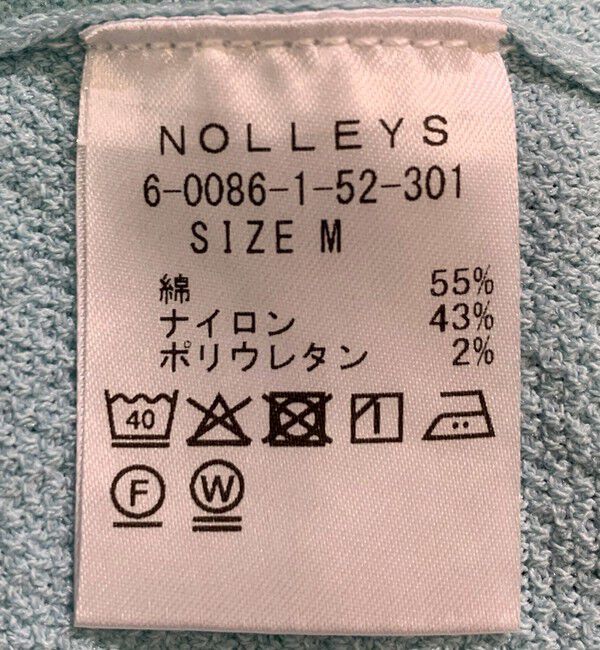 NOLLEYS
6-0086-1-52-301
SIZE M
綿 55%
ナイロン 43%
ポリウレタン 2%
40
F W